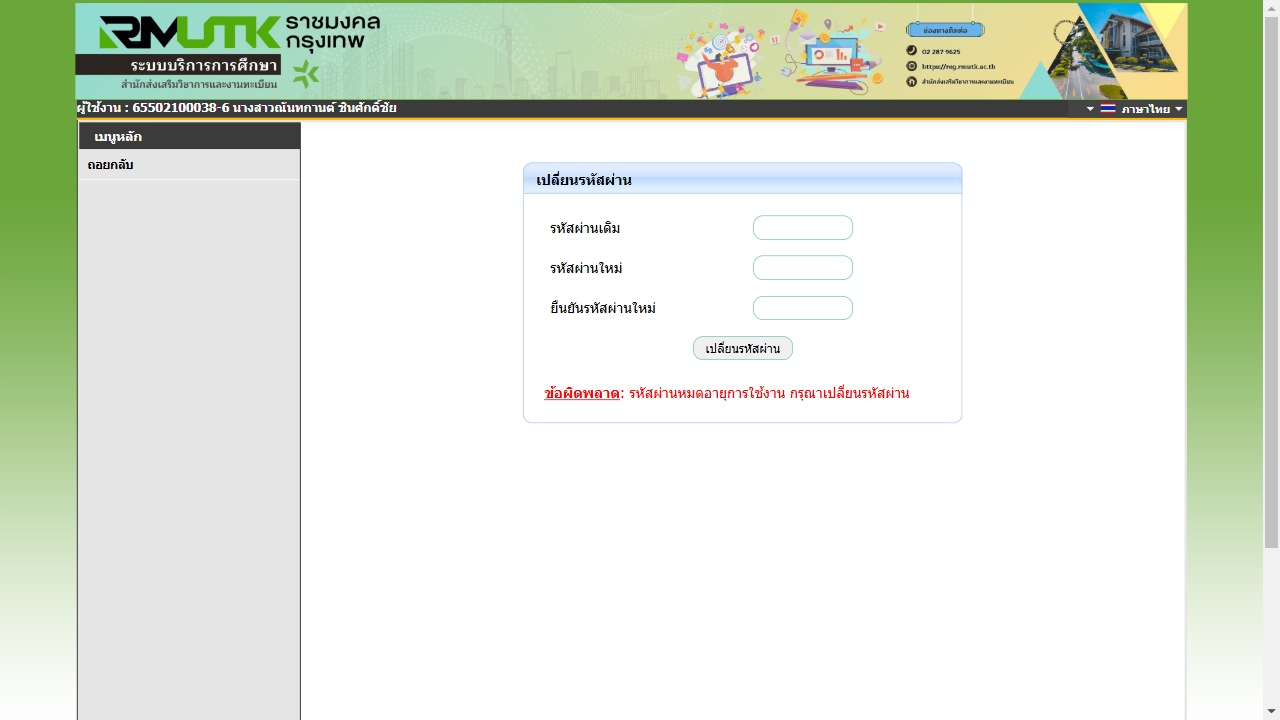 RMUTK ราชมงคล
กรุงเทพ
ระบบบริการการศึกษา
สำนักส่งเสริมวิชาการและงานทะเบียน
ช่องทางติดต่อ
02 287 9625
https://reg.rmutk.ac.th
สำนักส่งเสริมวิชาการและงานทะเบียน
ผู้ใช้งาน : 65502100038-6 นางสาวณันทกานต์ ชินศักดิ์ชัย
ภาษาไทย
เมนูหลัก
ถอยกลับ
เปลี่ยนรหัสผ่าน
รหัสผ่านเดิม
รหัสผ่านใหม่
ยืนยันรหัสผ่านใหม่
เปลี่ยนรหัสผ่าน
ข้อผิดพลาด: รหัสผ่านหมดอายุการใช้งาน กรุณาเปลี่ยนรหัสผ่าน